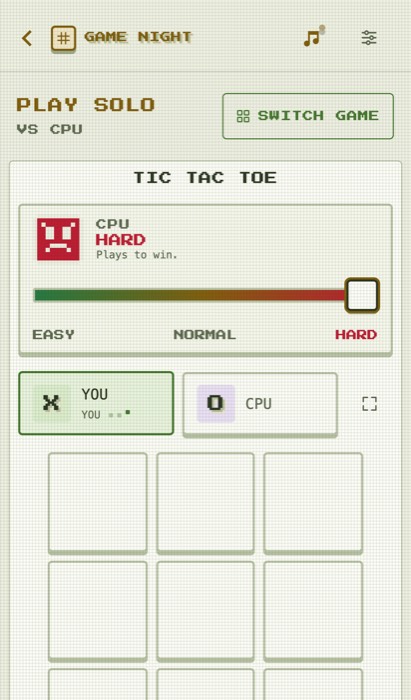 GAME NIGHT
PLAY SOLO
VS CPU
SWITCH GAME
TIC TAC TOE
CPU
HARD
Plays to win.
EASY NORMAL HARD
X YOU
YOU
O CPU